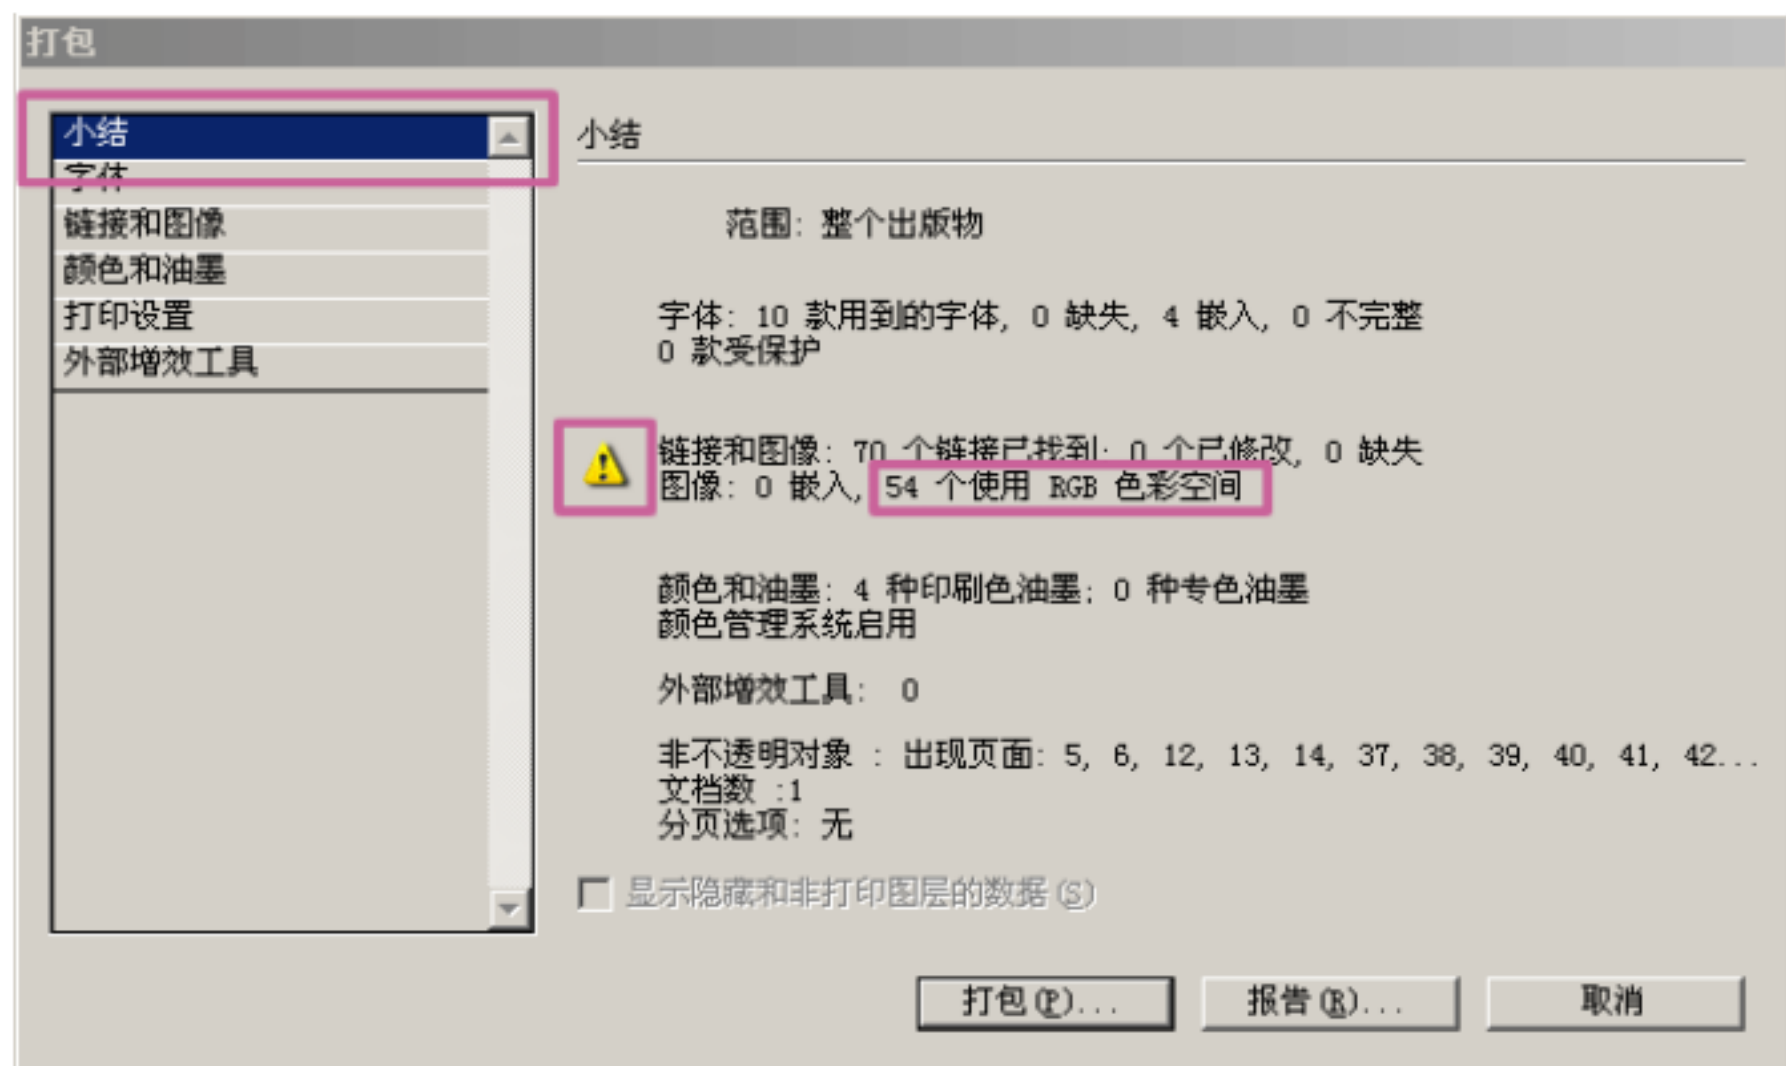 打包
小结
字体
链接和图像
颜色和油墨
打印设置
外部增效工具
小结
范围: 整个出版物
字体: 10 款用到的字体, 0 缺失, 4 嵌入, 0 不完整
0 款受保护
链接和图像: 70 个链接已找到: 0 个已修改, 0 缺失
图像: 0 嵌入, 54 个使用 RGB 色彩空间
颜色和油墨: 4 种印刷色油墨; 0 种专色油墨
颜色管理系统启用
外部增效工具: 0
非不透明对象 : 出现页面: 5, 6, 12, 13, 14, 37, 38, 39, 40, 41, 42...
文档数 :1
分页选项: 无
显示隐藏和非打印图层的数据(S)
打包(P)...
报告(R)...
取消